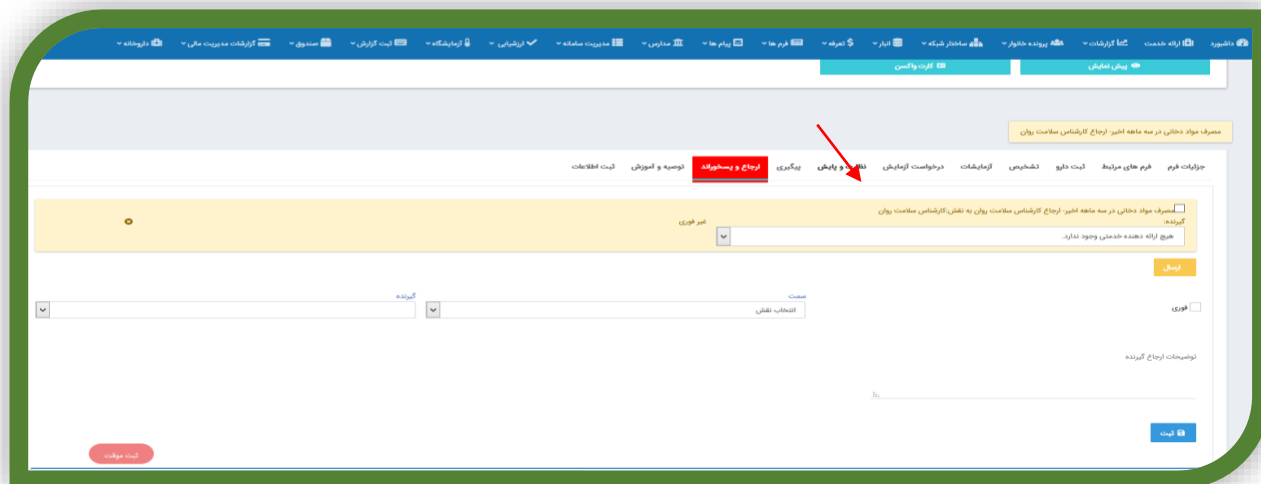 داشبورد ارائه خدمت گزارشات پرونده خانوار ساختار شبکه انبار تعرفه فرم ها پیام ها مدارس مدیریت سامانه ارزشیابی آزمایشگاه ثبت گزارش صندوق گزارشات مدیریت مالی داروخانه
پیش نمایش کارت واکسن
مصرف مواد دخانی در سه ماهه اخیر- ارجاع کارشناس سلامت روان
جزئیات فرم فرم های مرتبط ثبت دارو تشخیص آزمایشات درخواست آزمایش نظارت و پایش پیگیری ارجاع و پسخوراند توصیه و آموزش ثبت اطلاعات
مصرف مواد دخانی در سه ماهه اخیر- ارجاع کارشناس سلامت روان به نقش:کارشناس سلامت روان
گیرنده: غیر فوری
هیچ ارائه دهنده خدمتی وجود ندارد.
ارسال
سمت گیرنده
فوری انتخاب نقش
توضیحات ارجاع گیرنده
ثبت
ثبت موقت